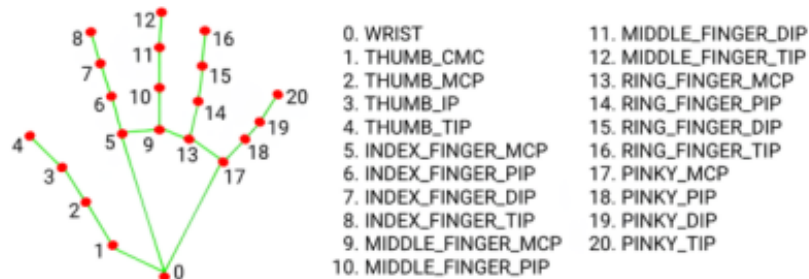 12
8
16
11
7
15
20
6
10
14
19
4
5
9
13
18
3
17
2
1
0
0. WRIST
1. THUMB_CMC
2. THUMB_MCP
3. THUMB_IP
4. THUMB_TIP
5. INDEX_FINGER_MCP
6. INDEX_FINGER_PIP
7. INDEX_FINGER_DIP
8. INDEX_FINGER_TIP
9. MIDDLE_FINGER_MCP
10. MIDDLE_FINGER_PIP
11. MIDDLE_FINGER_DIP
12. MIDDLE_FINGER_TIP
13. RING_FINGER_MCP
14. RING_FINGER_PIP
15. RING_FINGER_DIP
16. RING_FINGER_TIP
17. PINKY_MCP
18. PINKY_PIP
19. PINKY_DIP
20. PINKY_TIP